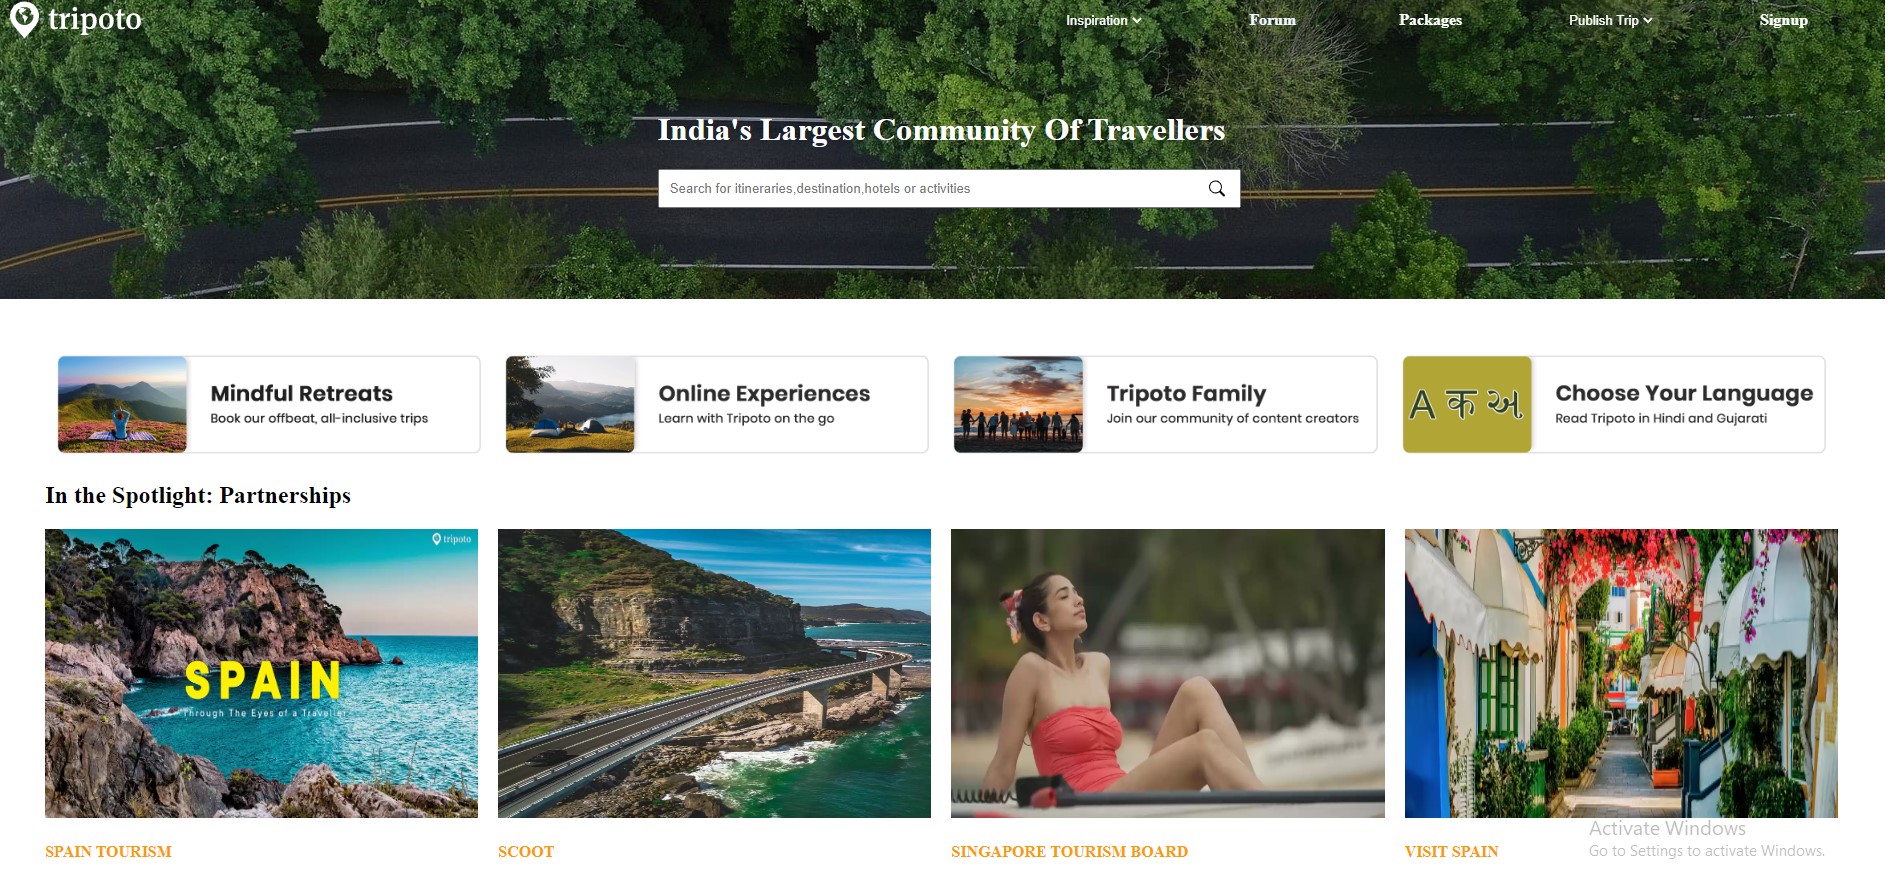 tripoto
Inspiration
Forum
Packages
Publish Trip
Signup
India's Largest Community Of Travellers
Search for itineraries,destination,hotels or activities
Mindful Retreats
Book our offbeat, all-inclusive trips
Online Experiences
Learn with Tripoto on the go
Tripoto Family
Join our community of content creators
A क અ
Choose Your Language
Read Tripoto in Hindi and Gujarati
In the Spotlight: Partnerships
tripoto
SPAIN
Through The Eyes of a Traveller
SPAIN TOURISM
SCOOT
SINGAPORE TOURISM BOARD
VISIT SPAIN
Activate Windows
Go to Settings to activate Windows.